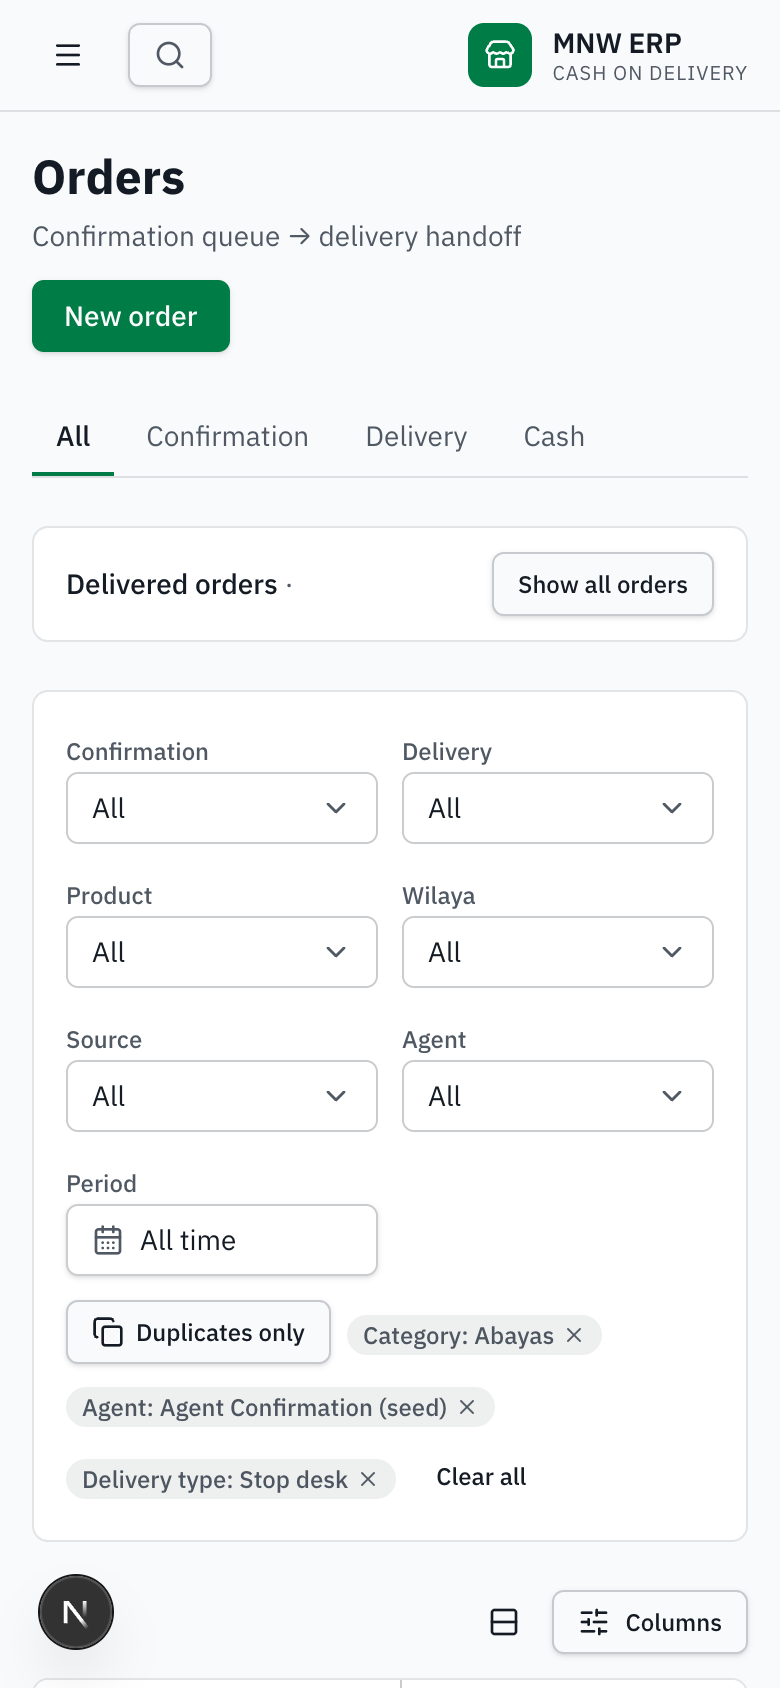 MNW ERP
CASH ON DELIVERY
Orders
Confirmation queue → delivery handoff
New order
All Confirmation Delivery Cash
Delivered orders · Show all orders
Confirmation Delivery
All All
Product Wilaya
All All
Source Agent
All All
Period
All time
Duplicates only Category: Abayas ×
Agent: Agent Confirmation (seed) ×
Delivery type: Stop desk × Clear all
N Columns